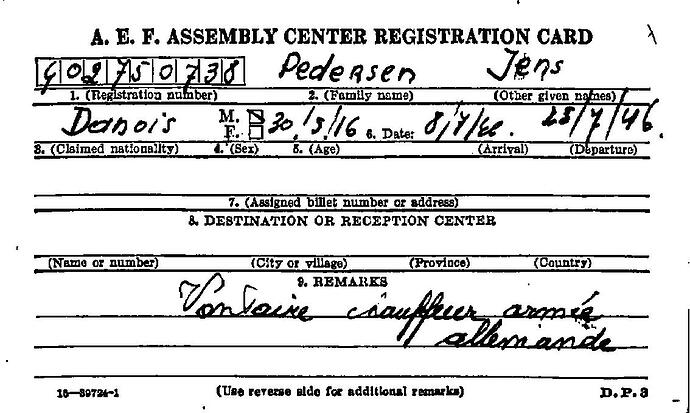 A. E. F. ASSEMBLY CENTER REGISTRATION CARD
G02750738 Pedersen Jens
1. (Registration number) 2. (Family name) (Other given names)
Danois M. F. 30/3/16 6. Date: 8/7/46. 25/7/46.
3. (Claimed nationality) 4. (Sex) 5. (Age) (Arrival) (Departure)
7. (Assigned billet number or address)
8. DESTINATION OR RECEPTION CENTER
(Name or number) (City or village) (Province) (Country)
9. REMARKS
Vontaire chauffeur armée
allemande
16—39724-1 (Use reverse side for additional remarks) D.P.3